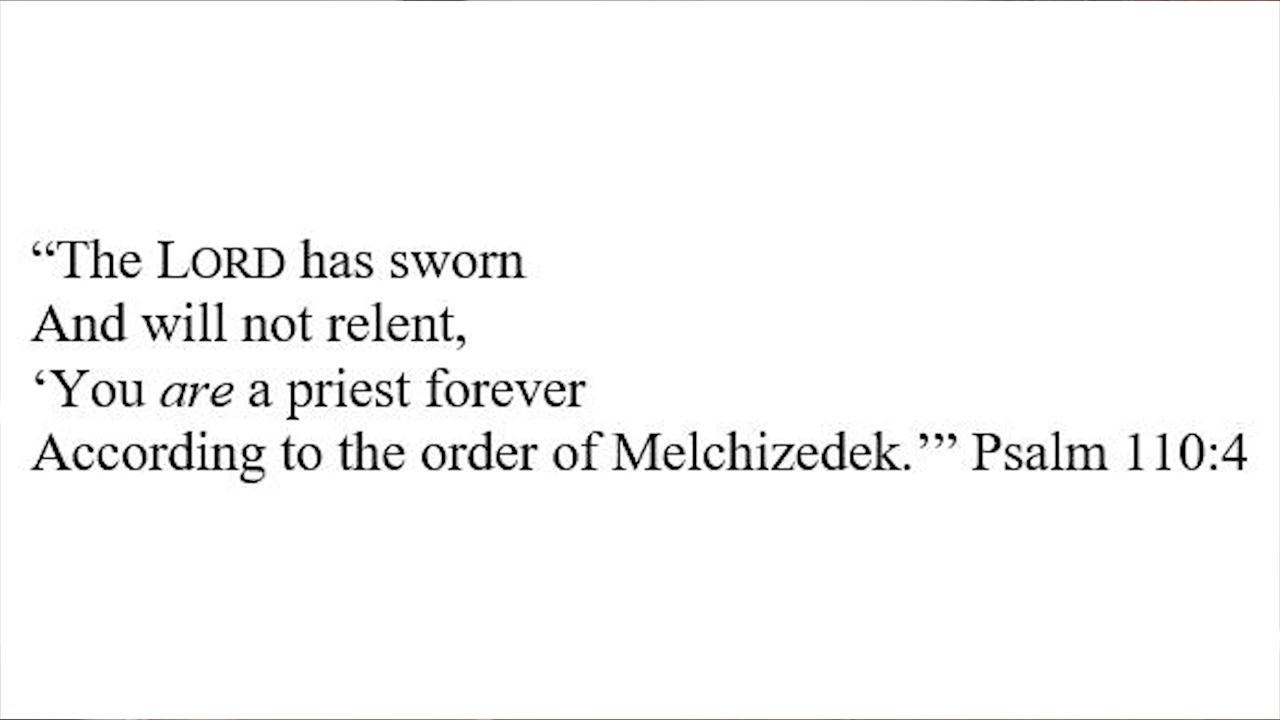 “The LORD has sworn
And will not relent,
‘You are a priest forever
According to the order of Melchizedek.’” Psalm 110:4